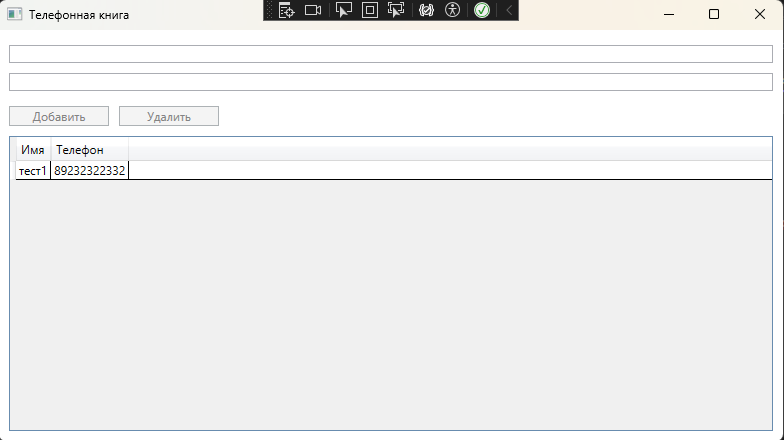 Телефонная книга
Добавить Удалить
Имя Телефон
тест1 89232322332